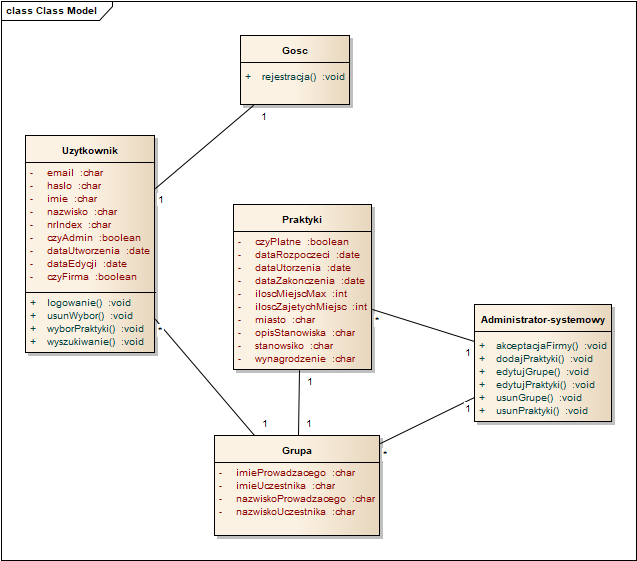 class Class Model
Gosc
+ rejestracja() :void
1
Uzytkownik
- email :char
- haslo :char
- imie :char
- nazwisko :char
- nrIndex :char
- czyAdmin :boolean
- dataUtworzenia :date
- dataEdycji :date
- czyFirma :boolean
+ logowanie() :void
+ usunWybor() :void
+ wyborPraktyki() :void
+ wyszukiwanie() :void
1
*
Praktyki
- czyPlatne :boolean
- dataRozpoczeci :date
- dataUtorzenia :date
- dataZakonczenia :date
- iloscMiejscMax :int
- iloscZajetychMiejsc :int
- miasto :char
- opisStanowiska :char
- stanowsiko :char
- wynagrodzenie :char
*
1
Administrator-systemowy
+ akceptacjaFirmy() :void
+ dodajPraktyki() :void
+ edytujGrupe() :void
+ edytujPraktyki() :void
+ usunGrupe() :void
+ usunPraktyki() :void
1
1
1
1
Grupa
- imieProwadzacego :char
- imieUczestnika :char
- nazwiskoProwadzacego :char
- nazwiskoUczestnika :char
*